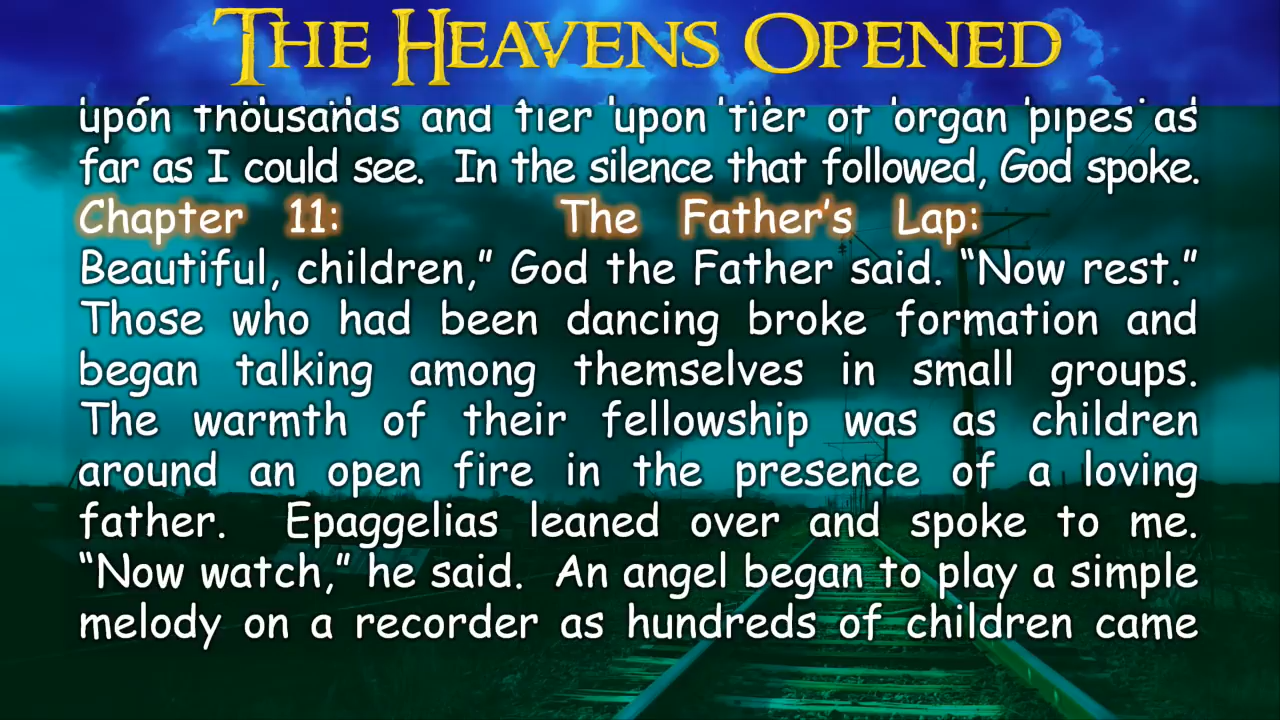 THE HEAVENS OPENED
upon thousands and tier upon tier of organ pipes as
far as I could see. In the silence that followed, God spoke.
Chapter 11: The Father’s Lap:
Beautiful, children,” God the Father said. “Now rest.”
Those who had been dancing broke formation and
began talking among themselves in small groups.
The warmth of their fellowship was as children
around an open fire in the presence of a loving
father. Epaggelias leaned over and spoke to me.
“Now watch,” he said. An angel began to play a simple
melody on a recorder as hundreds of children came